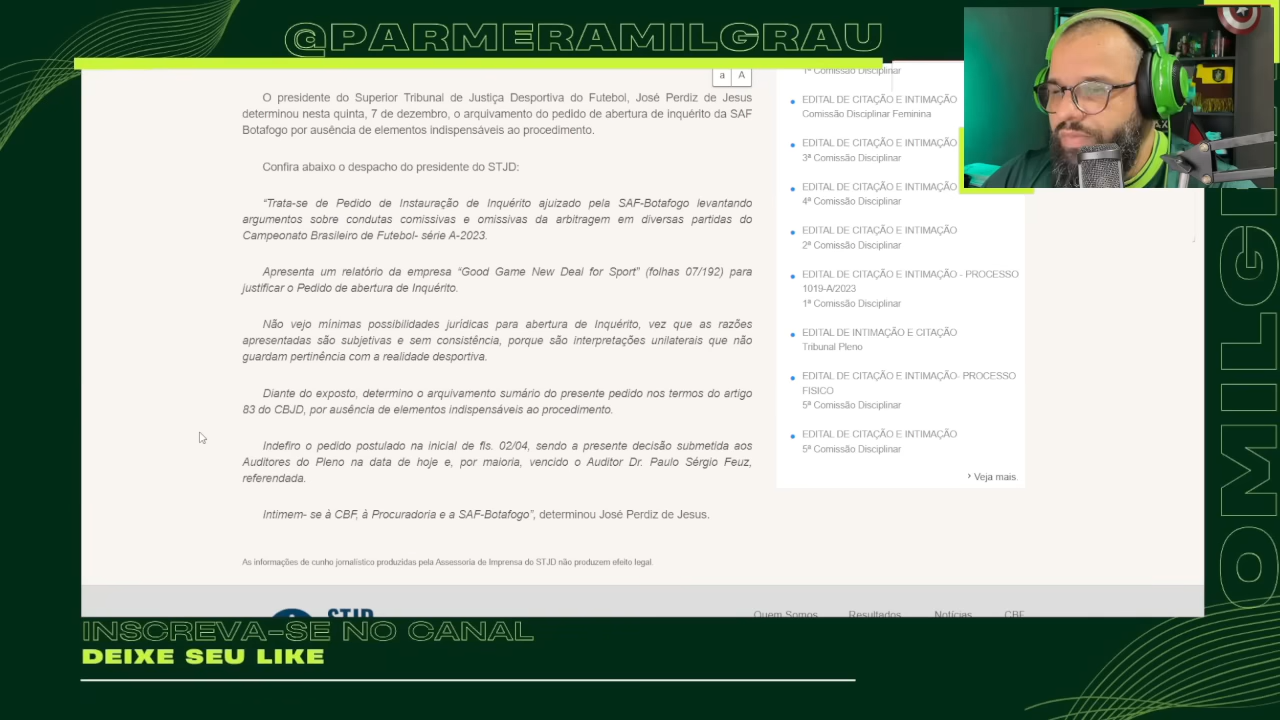 @PARMERAMILGRAU
a A
O presidente do Superior Tribunal de Justiça Desportiva do Futebol, José Perdiz de Jesus
determinou nesta quinta, 7 de dezembro, o arquivamento do pedido de abertura de inquérito da SAF
Botafogo por ausência de elementos indispensáveis ao procedimento.
Confira abaixo o despacho do presidente do STJD:
“Trata-se de Pedido de Instauração de Inquérito ajuizado pela SAF-Botafogo levantando
argumentos sobre condutas comissivas e omissivas da arbitragem em diversas partidas do
Campeonato Brasileiro de Futebol- série A-2023.
Apresenta um relatório da empresa “Good Game New Deal for Sport” (folhas 07/192) para
justificar o Pedido de abertura de Inquérito.
Não vejo mínimas possibilidades jurídicas para abertura de Inquérito, vez que as razões
apresentadas são subjetivas e sem consistência, porque são interpretações unilaterais que não
guardam pertinência com a realidade desportiva.
Diante do exposto, determino o arquivamento sumário do presente pedido nos termos do artigo
83 do CBJD, por ausência de elementos indispensáveis ao procedimento.
Indefiro o pedido postulado na inicial de fls. 02/04, sendo a presente decisão submetida aos
Auditores do Pleno na data de hoje e, por maioria, vencido o Auditor Dr. Paulo Sérgio Feuz,
referendada.
Intimem- se à CBF, à Procuradoria e a SAF-Botafogo”, determinou José Perdiz de Jesus.
As informações de cunho jornalístico produzidas pela Assessoria de Imprensa do STJD não produzem efeito legal.
1ª Comissão Disciplinar
EDITAL DE CITAÇÃO E INTIMAÇÃO
Comissão Disciplinar Feminina
EDITAL DE CITAÇÃO E INTIMAÇÃO
3ª Comissão Disciplinar
EDITAL DE CITAÇÃO E INTIMAÇÃO
4ª Comissão Disciplinar
EDITAL DE CITAÇÃO E INTIMAÇÃO
2ª Comissão Disciplinar
EDITAL DE CITAÇÃO E INTIMAÇÃO - PROCESSO
1019-A/2023
1ª Comissão Disciplinar
EDITAL DE INTIMAÇÃO E CITAÇÃO
Tribunal Pleno
EDITAL DE CITAÇÃO E INTIMAÇÃO- PROCESSO
FISICO
5ª Comissão Disciplinar
EDITAL DE CITAÇÃO E INTIMAÇÃO
5ª Comissão Disciplinar
› Veja mais.
STJD
Quem Somos Resultados Notícias CBF
INSCREVA-SE NO CANAL
DEIXE SEU LIKE